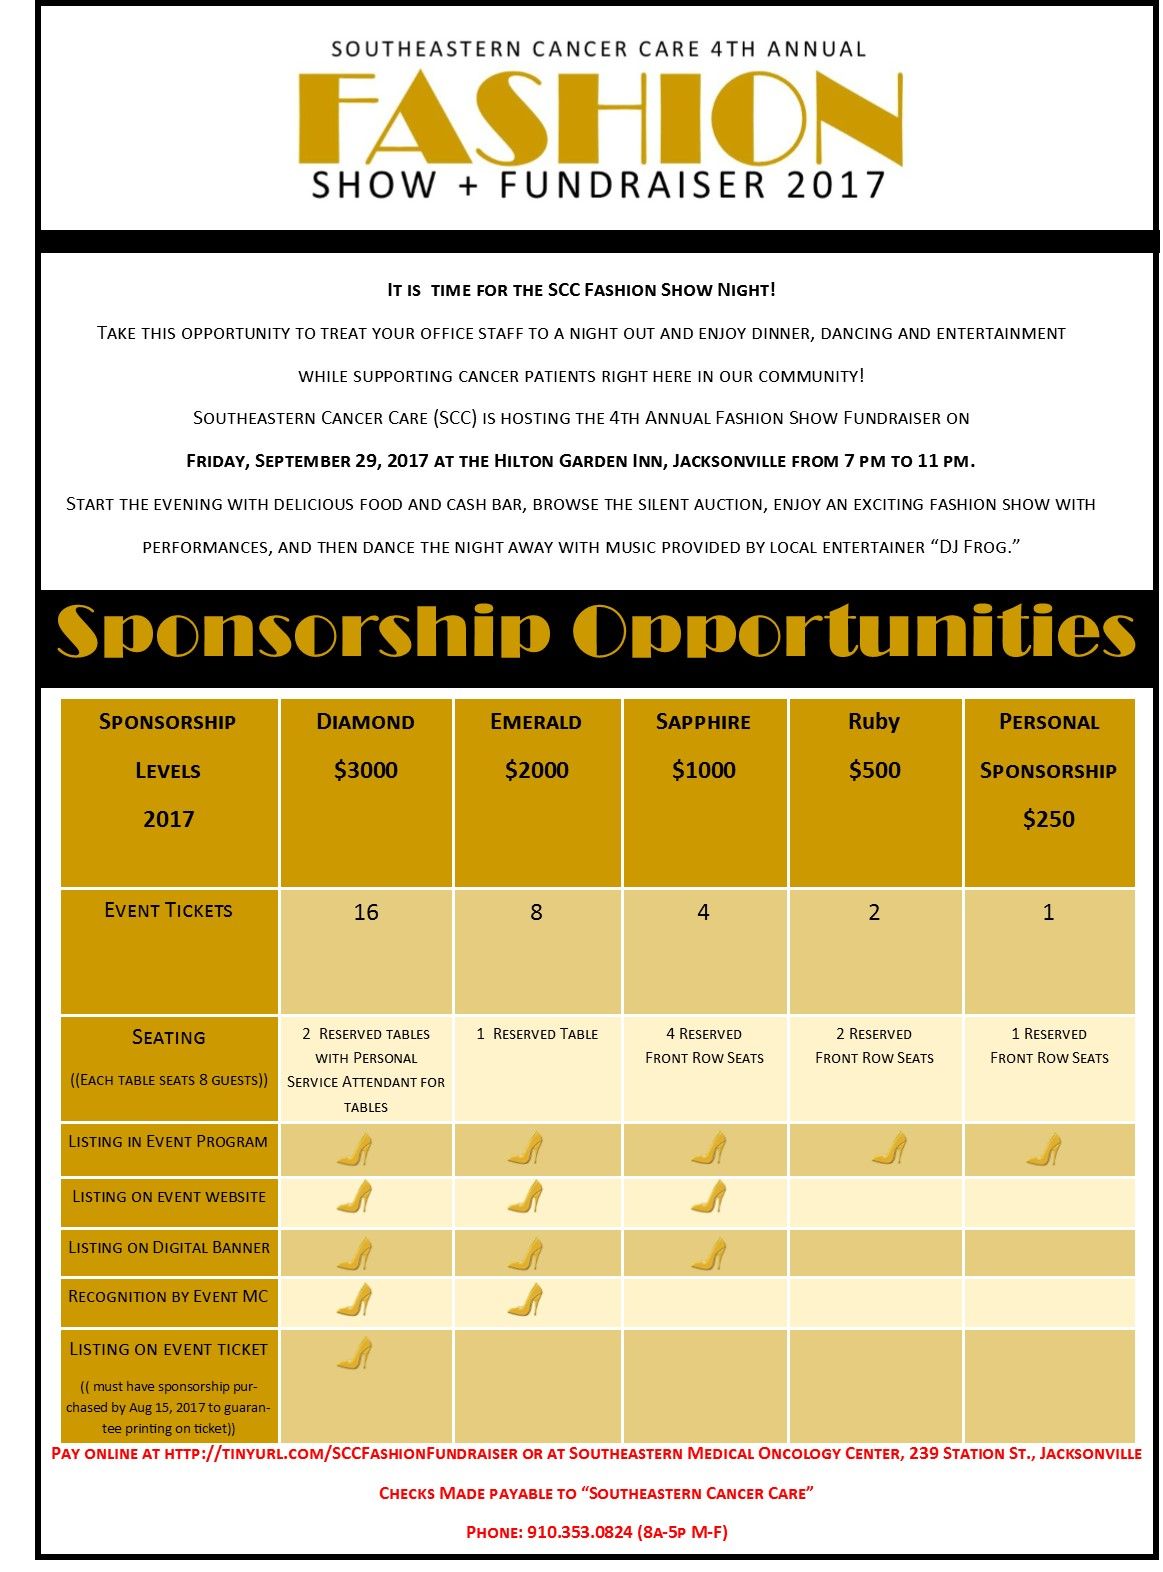 SOUTHEASTERN CANCER CARE 4TH ANNUAL
FASHION
SHOW + FUNDRAISER 2017
It is time for the SCC Fashion Show Night!
Take this opportunity to treat your office staff to a night out and enjoy dinner, dancing and entertainment
while supporting cancer patients right here in our community!
Southeastern Cancer Care (SCC) is hosting the 4th Annual Fashion Show Fundraiser on
Friday, September 29, 2017 at the Hilton Garden Inn, Jacksonville from 7 pm to 11 pm.
Start the evening with delicious food and cash bar, browse the silent auction, enjoy an exciting fashion show with
performances, and then dance the night away with music provided by local entertainer “DJ Frog.”
Sponsorship Opportunities
Sponsorship
Levels
2017
Diamond
$3000
Emerald
$2000
Sapphire
$1000
Ruby
$500
Personal
Sponsorship
$250
Event Tickets
16
8
4
2
1
Seating
((Each table seats 8 guests))
2 Reserved tables
with Personal
Service Attendant for
tables
1 Reserved Table
4 Reserved
Front Row Seats
2 Reserved
Front Row Seats
1 Reserved
Front Row Seats
Listing in Event Program
Listing on event website
Listing on Digital Banner
Recognition by Event MC
Listing on event ticket
(( must have sponsorship pur-
chased by Aug 15, 2017 to guaran-
tee printing on ticket))
Pay online at http://tinyurl.com/SCCFashionFundraiser or at Southeastern Medical Oncology Center, 239 Station St., Jacksonville
Checks Made payable to “Southeastern Cancer Care”
Phone: 910.353.0824 (8a-5p M-F)